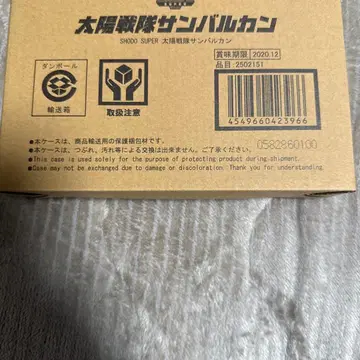 SUPER
太陽戦隊サンバルカン
SHODO SUPER 太陽戦隊サンバルカン
ダンボール
輸送箱
取扱注意
賞味期限 2020.12
品目:2502151
4549660423966
0582860100
●本ケースは、商品輸送用の保護梱包材です。
●本ケースは、つぶれ、汚れ等による交換は出来ません。ご了承ください。
●This case is used solely for the purpose of protecting product during shipment.
●Case may not be exchanged due to damage or discoloration. Thank you for understanding.